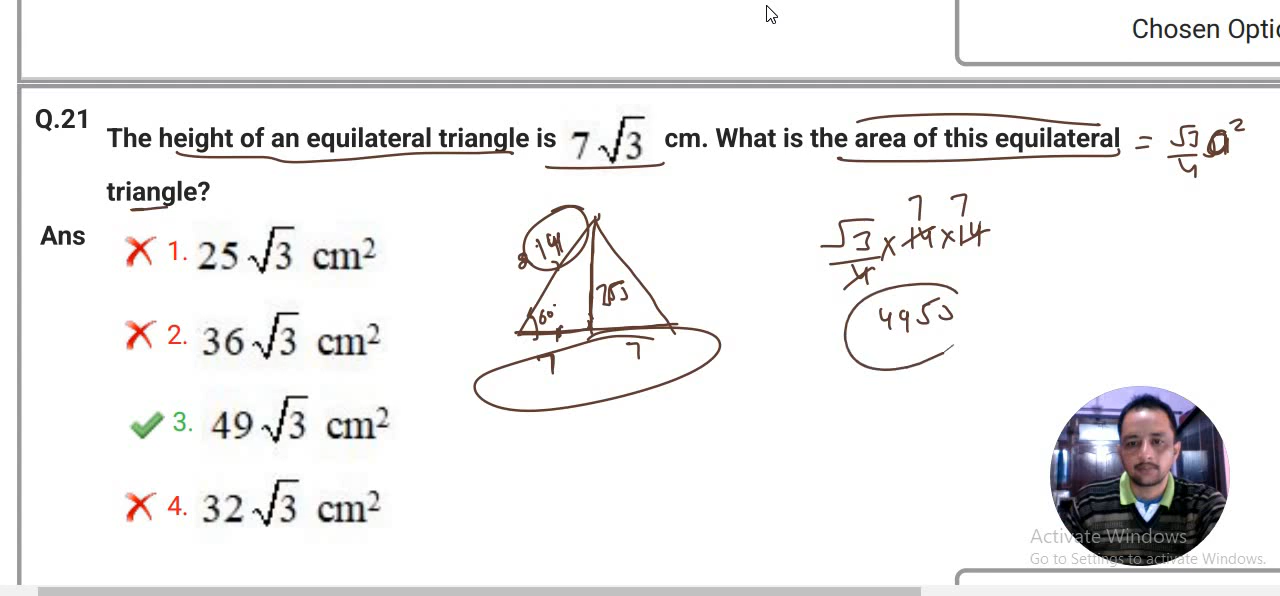 Chosen Optio
Q.21 The height of an equilateral triangle is 7√3 cm. What is the area of this equilateral = √3/4 a²
triangle?
Ans
1. 25√3 cm²
2. 36√3 cm²
3. 49√3 cm²
4. 32√3 cm²
14
7√3
60°
7 7
7 7
√3/4 × 14 × 14
49√3
Activate Windows
Go to Settings to activate Windows.